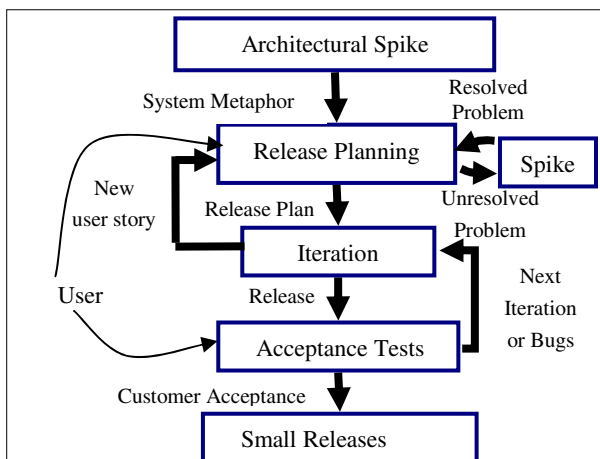 Architectural Spike
System Metaphor
Resolved
Problem
Release Planning
Spike
New
user story
Release Plan
Unresolved
Problem
Iteration
Next
Iteration
or Bugs
User
Release
Acceptance Tests
Customer Acceptance
Small Releases